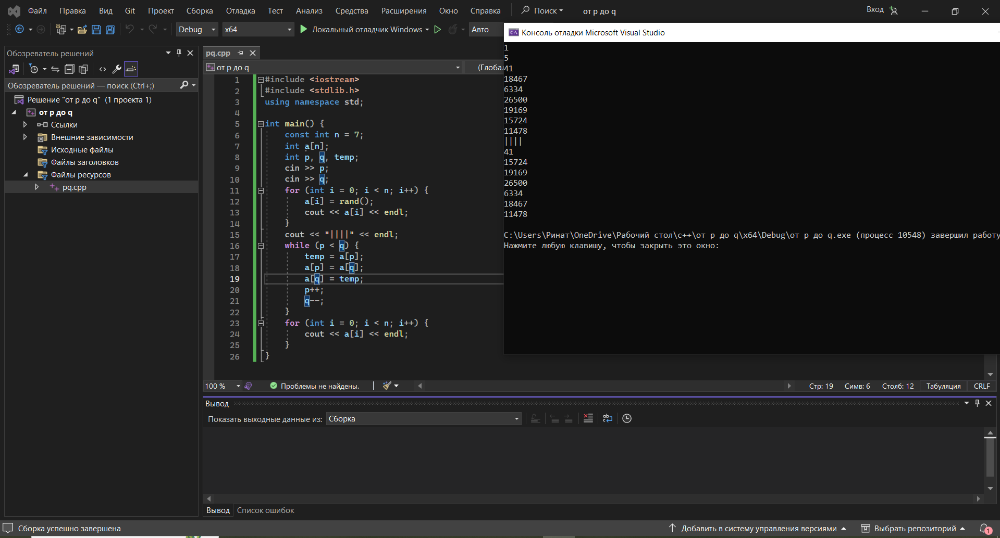 Файл Правка Вид Git Проект Сборка Отладка Тест Анализ Средства Расширения Окно Справка Поиск от p до q Вход
Debug x64 Локальный отладчик Windows Авто
Обозреватель решений
Обозреватель решений — поиск (Ctrl+;)
Решение "от p до q" (1 проекта 1)
от p до q
Ссылки
Внешние зависимости
Исходные файлы
Файлы заголовков
Файлы ресурсов
pq.cpp
pq.cpp
от p до q (Глоба
1 #include <iostream>
2 #include <stdlib.h>
3 using namespace std;
4
5 int main() {
6 const int n = 7;
7 int a[n];
8 int p, q, temp;
9 cin >> p;
10 cin >> q;
11 for (int i = 0; i < n; i++) {
12 a[i] = rand();
13 cout << a[i] << endl;
14 }
15 cout << "||||" << endl;
16 while (p < q) {
17 temp = a[p];
18 a[p] = a[q];
19 a[q] = temp;
20 p++;
21 q--;
22 }
23 for (int i = 0; i < n; i++) {
24 cout << a[i] << endl;
25 }
26 }
Консоль отладки Microsoft Visual Studio
1
5
41
18467
6334
26500
19169
15724
11478
||||
41
15724
19169
26500
6334
18467
11478
C:\Users\Ринат\OneDrive\Рабочий стол\c++\от p до q\x64\Debug\от p до q.exe (процесс 10548) завершил работу
Нажмите любую клавишу, чтобы закрыть это окно:
100 % Проблемы не найдены. Стр: 19 Симв: 6 Столб: 12 Табуляция CRLF
Вывод
Показать выходные данные из: Сборка
Вывод Список ошибок
Сборка успешно завершена Добавить в систему управления версиями Выбрать репозиторий 1